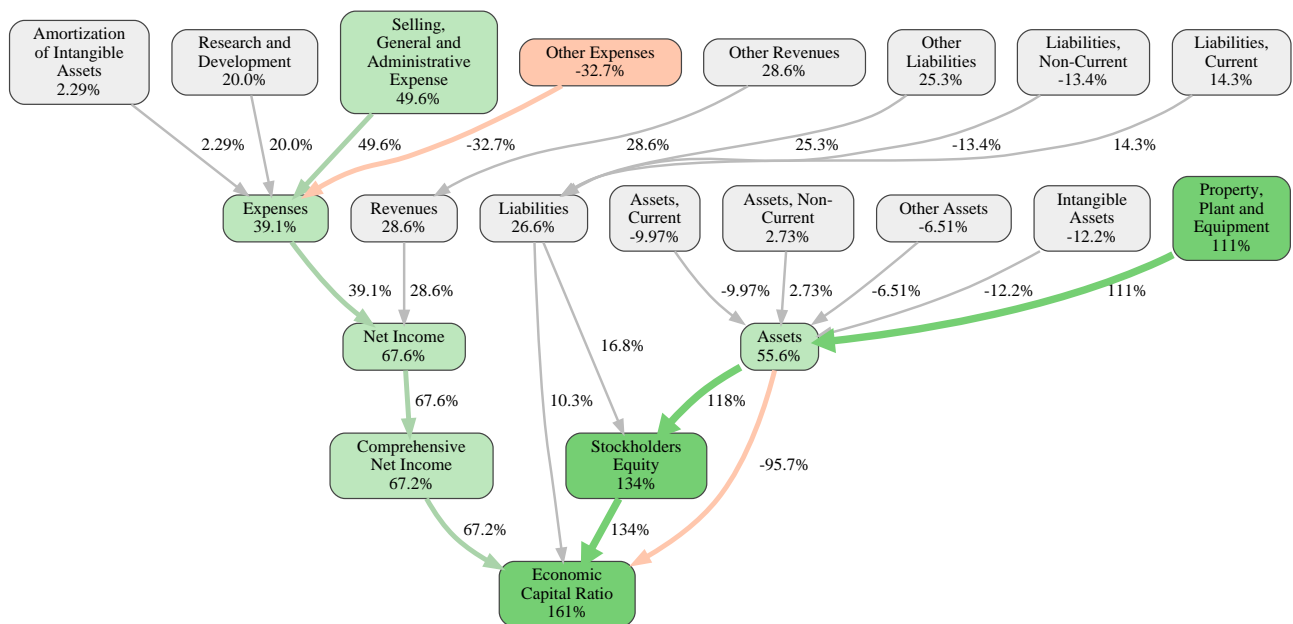 Amortization
of Intangible
Assets
2.29%
Research and
Development
20.0%
Selling,
General and
Administrative
Expense
49.6%
Other Expenses
-32.7%
Other Revenues
28.6%
Other
Liabilities
25.3%
Liabilities,
Non-Current
-13.4%
Liabilities,
Current
14.3%
2.29%
20.0%
49.6%
-32.7%
28.6%
25.3%
-13.4%
14.3%
Expenses
39.1%
Revenues
28.6%
Liabilities
26.6%
Assets,
Current
-9.97%
Assets, Non-
Current
2.73%
Other Assets
-6.51%
Intangible
Assets
-12.2%
Property,
Plant and
Equipment
111%
39.1%
28.6%
-9.97%
2.73%
-6.51%
-12.2%
111%
Net Income
67.6%
Assets
55.6%
67.6%
10.3%
16.8%
118%
-95.7%
Comprehensive
Net Income
67.2%
Stockholders
Equity
134%
67.2%
134%
Economic
Capital Ratio
161%